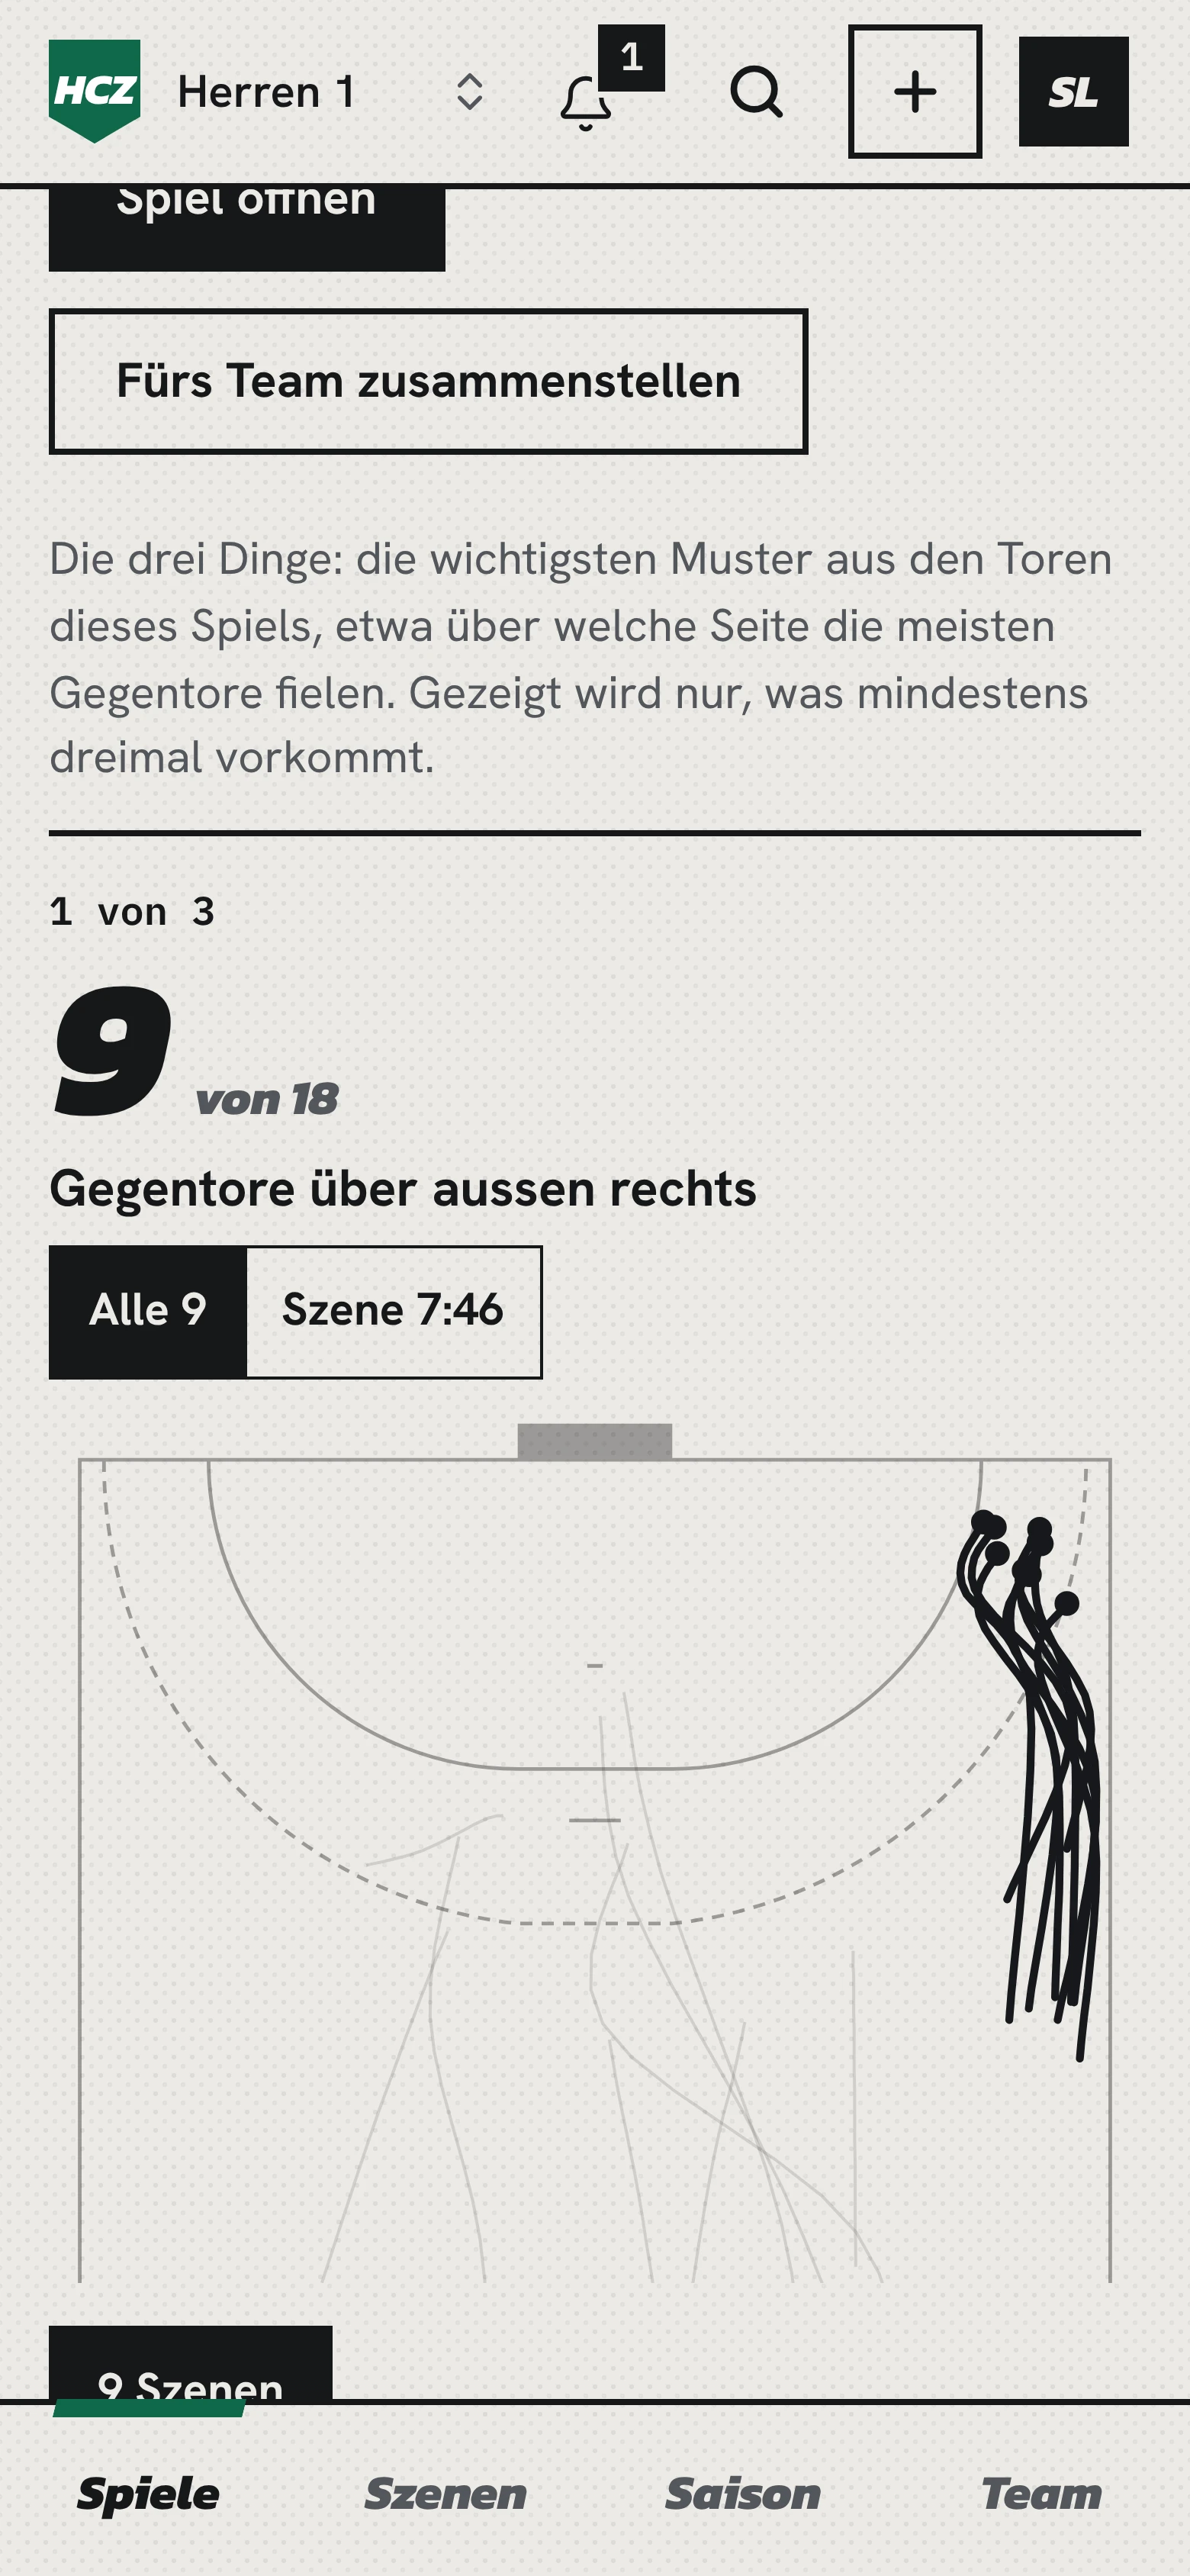 HCZ
Herren 1
1
SL
Spiel öffnen
Fürs Team zusammenstellen
Die drei Dinge: die wichtigsten Muster aus den Toren
dieses Spiels, etwa über welche Seite die meisten
Gegentore fielen. Gezeigt wird nur, was mindestens
dreimal vorkommt.
1 von 3
9 von 18
Gegentore über aussen rechts
Alle 9
Szene 7:46
9 Szenen
Spiele
Szenen
Saison
Team